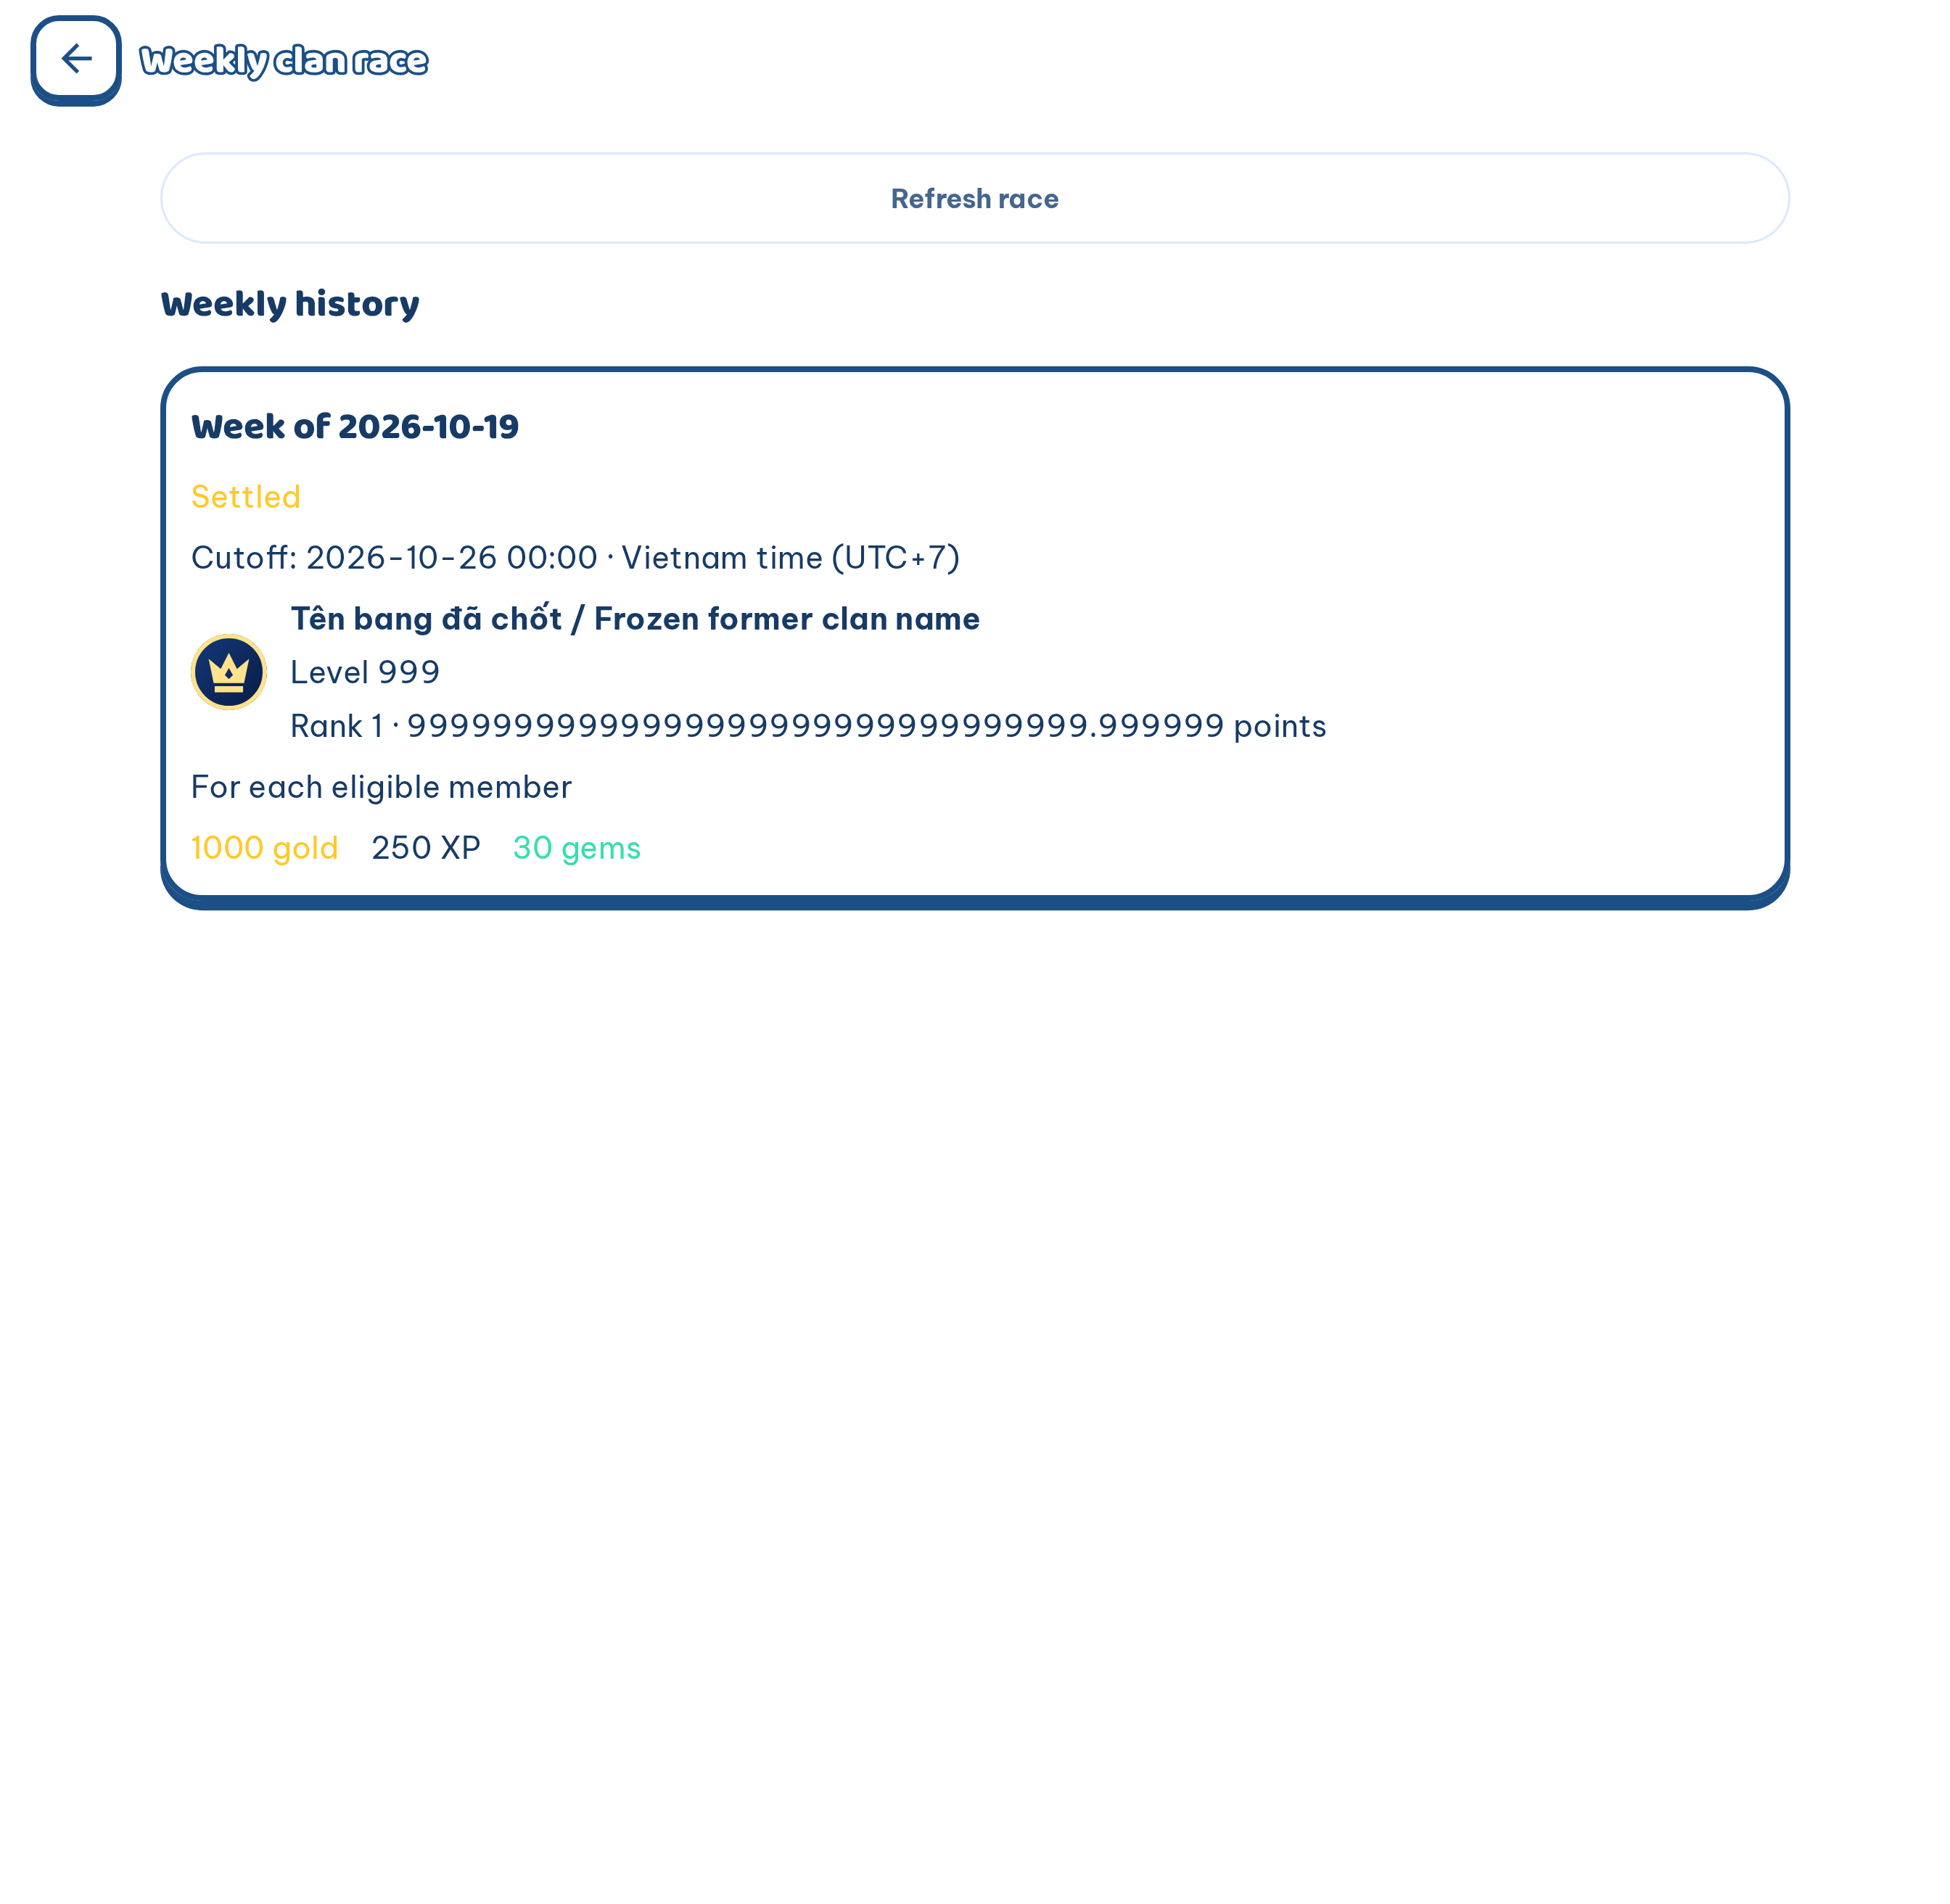 Weekly clan race
Refresh race
Weekly history
Week of 2026-10-19
Settled
Cutoff: 2026-10-26 00:00 · Vietnam time (UTC+7)
Tên bang đã chốt / Frozen former clan name
Level 999
Rank 1 · 99999999999999999999999999999999.999999 points
For each eligible member
1000 gold 250 XP 30 gems